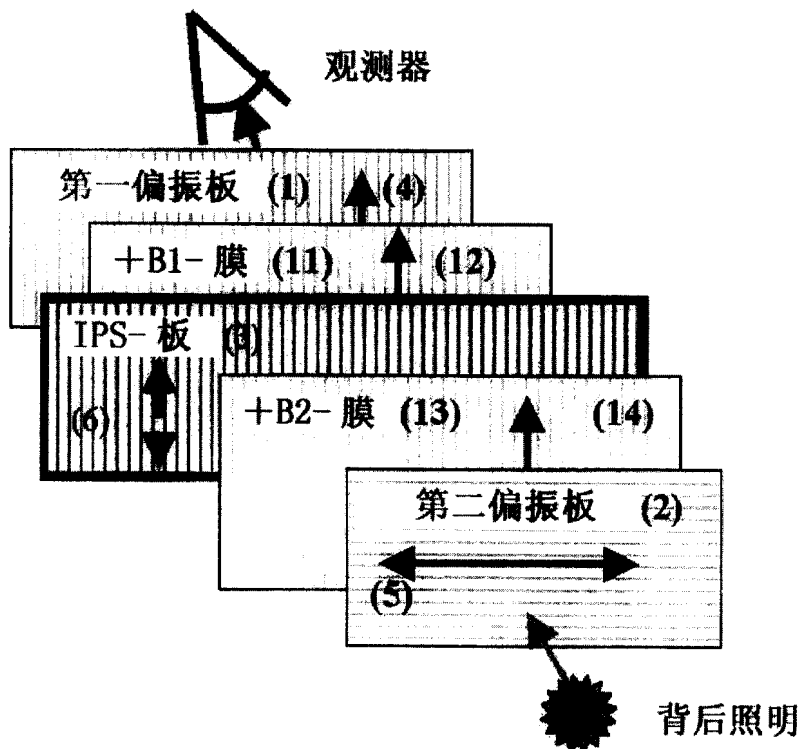 观测器
第一偏振板 (1) (4)
+B1-膜 (11) (12)
IPS-板 (3)
(6)
+B2-膜 (13) (14)
第二偏振板 (2)
(5)
背后照明